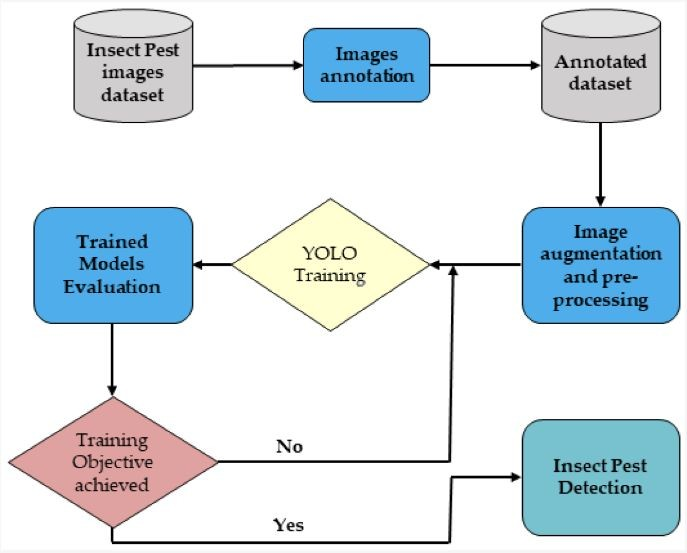 Insect Pest
images
dataset
Images
annotation
Annotated
dataset
Trained
Models
Evaluation
YOLO
Training
Image
augmentation
and pre-
processing
Training
Objective
achieved
No
Yes
Insect Pest
Detection